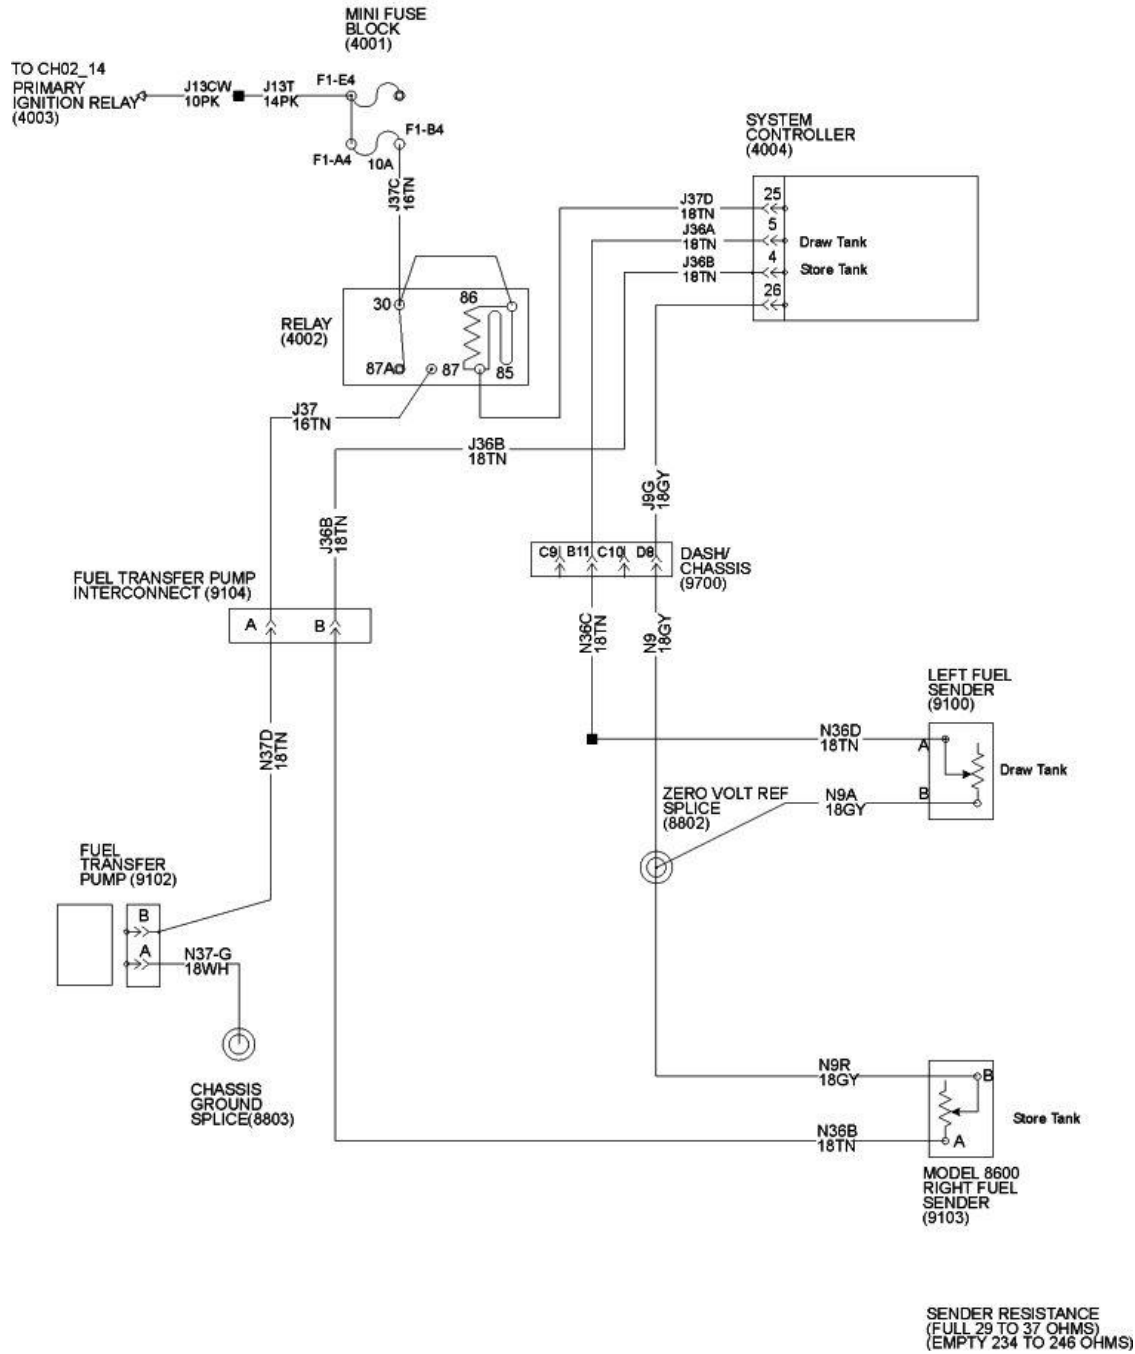 MINI FUSE
BLOCK
(4001)
TO CH02_14
PRIMARY
IGNITION RELAY
(4003)
J13CW
10PK
J13T
14PK
F1-E4
F1-B4
F1-A4
10A
J37C
16TN
SYSTEM
CONTROLLER
(4004)
J37D
18TN
25
J36A
18TN
5
Draw Tank
J36B
18TN
4
Store Tank
26
RELAY
(4002)
30
86
87A
87
85
J37
16TN
J36B
18TN
J36B
18TN
J9G
18GY
C9
B11
C10
D8
DASH/
CHASSIS
(9700)
FUEL TRANSFER PUMP
INTERCONNECT (9104)
A
B
N36C
18TN
N9
18GY
LEFT FUEL
SENDER
(9100)
N36D
18TN
A
Draw Tank
N37D
18TN
ZERO VOLT REF
SPLICE
(8802)
N9A
18GY
B
FUEL
TRANSFER
PUMP (9102)
B
A
N37-G
18WH
CHASSIS
GROUND
SPLICE(8803)
N9R
18GY
B
Store Tank
N36B
18TN
A
MODEL 8600
RIGHT FUEL
SENDER
(9103)
SENDER RESISTANCE
(FULL 29 TO 37 OHMS)
(EMPTY 234 TO 246 OHMS)